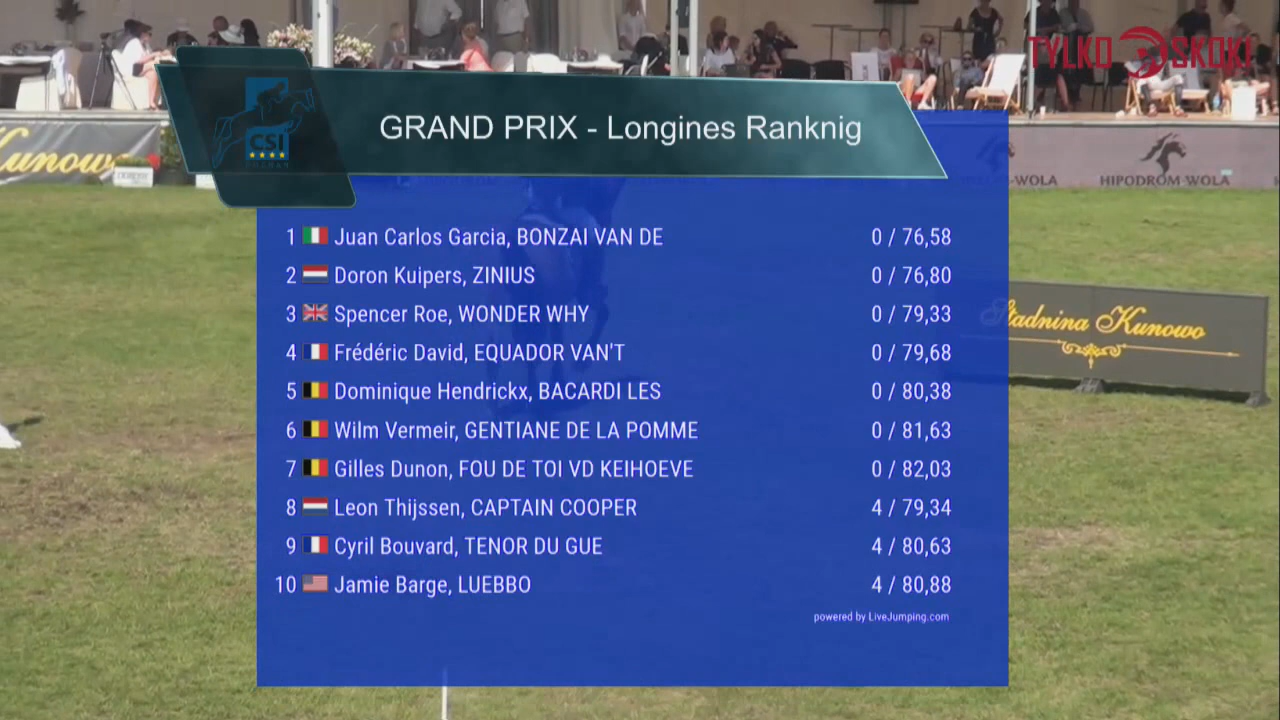 TYLKO SKOKI
CSI
GRAND PRIX - Longines Ranknig
Kunowo
HIPODROM-WOLA
1 Juan Carlos Garcia, BONZAI VAN DE 0 / 76,58
2 Doron Kuipers, ZINIUS 0 / 76,80
3 Spencer Roe, WONDER WHY 0 / 79,33
4 Frédéric David, EQUADOR VAN'T 0 / 79,68
5 Dominique Hendrickx, BACARDI LES 0 / 80,38
6 Wilm Vermeir, GENTIANE DE LA POMME 0 / 81,63
7 Gilles Dunon, FOU DE TOI VD KEIHOEVE 0 / 82,03
8 Leon Thijssen, CAPTAIN COOPER 4 / 79,34
9 Cyril Bouvard, TENOR DU GUE 4 / 80,63
10 Jamie Barge, LUEBBO 4 / 80,88
Stadnina Kunowo
powered by LiveJumping.com